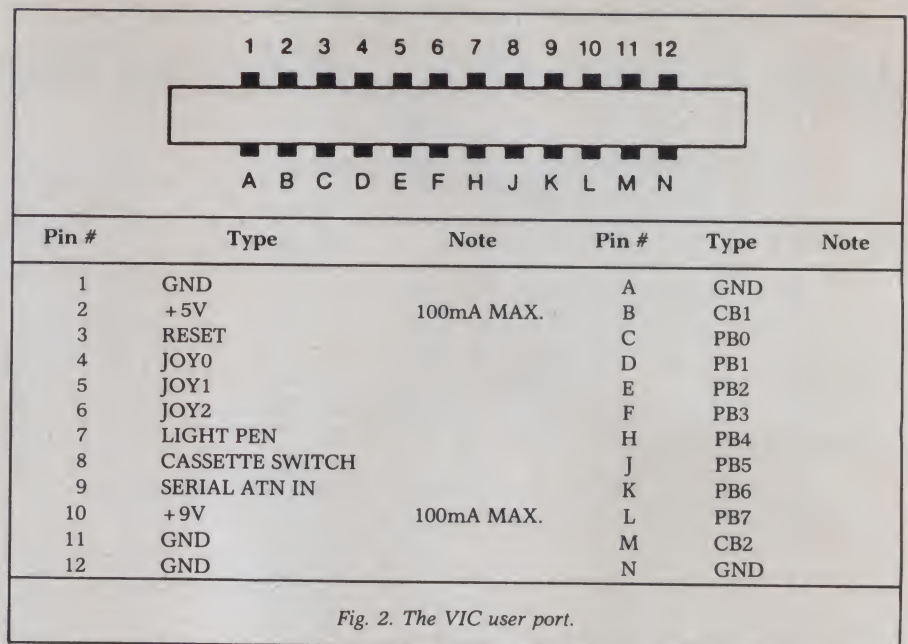 1 2 3 4 5 6 7 8 9 10 11 12
A B C D E F H J K L M N
Pin # Type Note Pin # Type Note
1 GND A GND
2 +5V 100mA MAX. B CB1
3 RESET C PB0
4 JOY0 D PB1
5 JOY1 E PB2
6 JOY2 F PB3
7 LIGHT PEN H PB4
8 CASSETTE SWITCH J PB5
9 SERIAL ATN IN K PB6
10 +9V 100mA MAX. L PB7
11 GND M CB2
12 GND N GND
Fig. 2. The VIC user port.